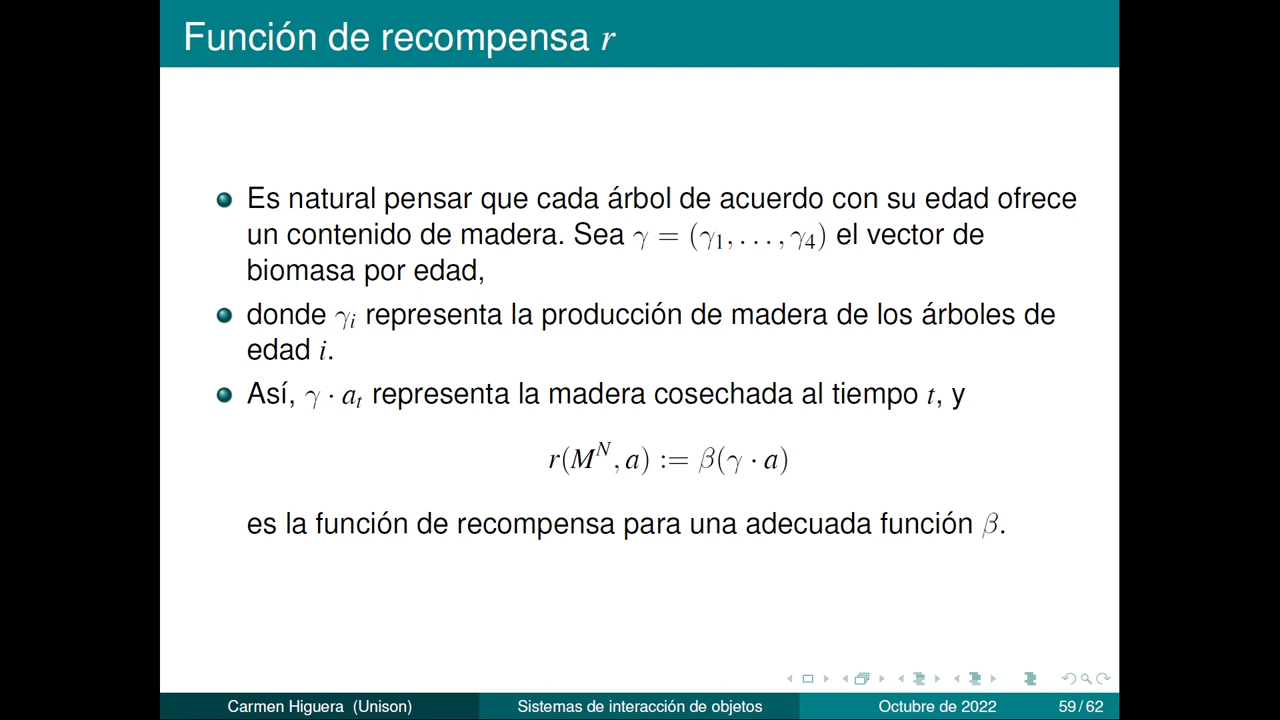 Función de recompensa r
Es natural pensar que cada árbol de acuerdo con su edad ofrece
un contenido de madera. Sea γ = (γ₁, . . . , γ₄) el vector de
biomasa por edad,
donde γᵢ representa la producción de madera de los árboles de
edad i.
Así, γ · aₜ representa la madera cosechada al tiempo t, y
r(Mᴺ, a) := β(γ · a)
es la función de recompensa para una adecuada función β.
Carmen Higuera (Unison) Sistemas de interacción de objetos Octubre de 2022 59 / 62